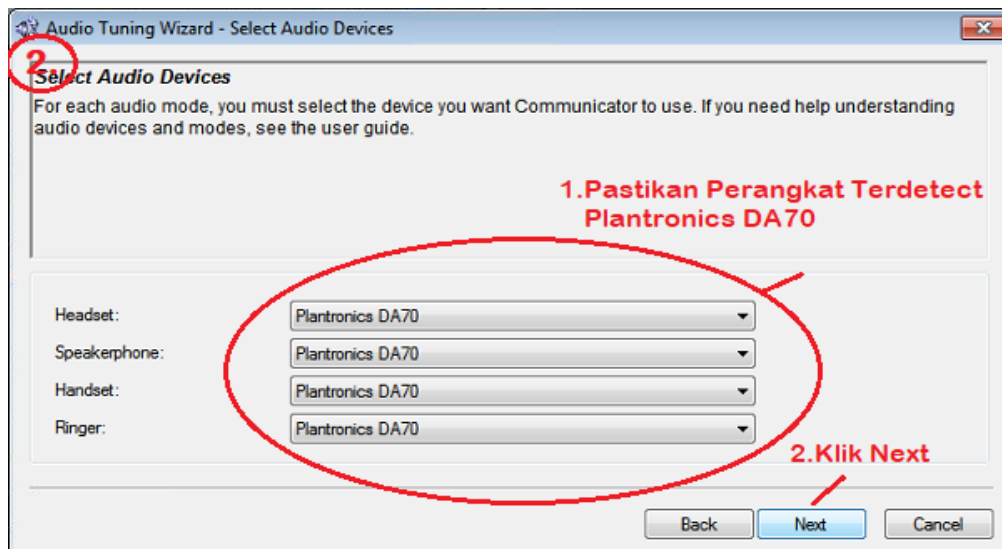 Audio Tuning Wizard - Select Audio Devices
2.
Select Audio Devices
For each audio mode, you must select the device you want Communicator to use. If you need help understanding
audio devices and modes, see the user guide.
1.Pastikan Perangkat Terdetect
Plantronics DA70
Headset: Plantronics DA70
Speakerphone: Plantronics DA70
Handset: Plantronics DA70
Ringer: Plantronics DA70
2.Klik Next
Back Next Cancel